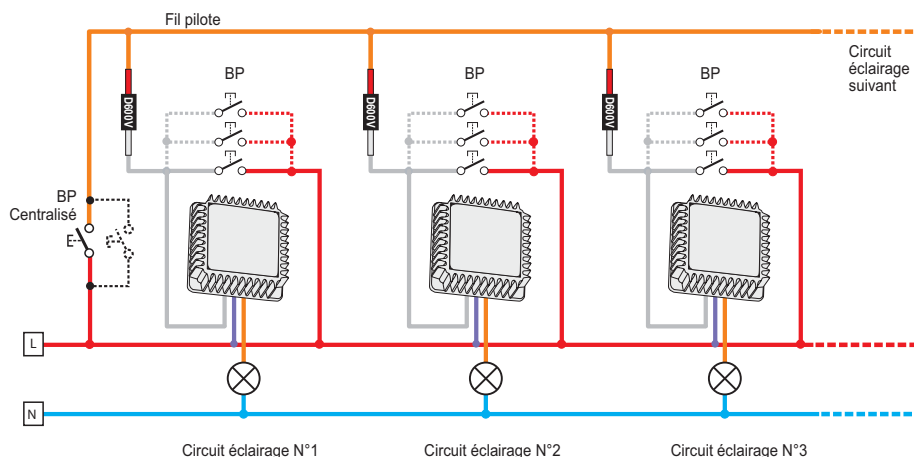 Fil pilote
Circuit
éclairage
suivant
BP
BP
BP
D600V
D600V
D600V
BP
Centralisé
L
N
Circuit éclairage N°1
Circuit éclairage N°2
Circuit éclairage N°3